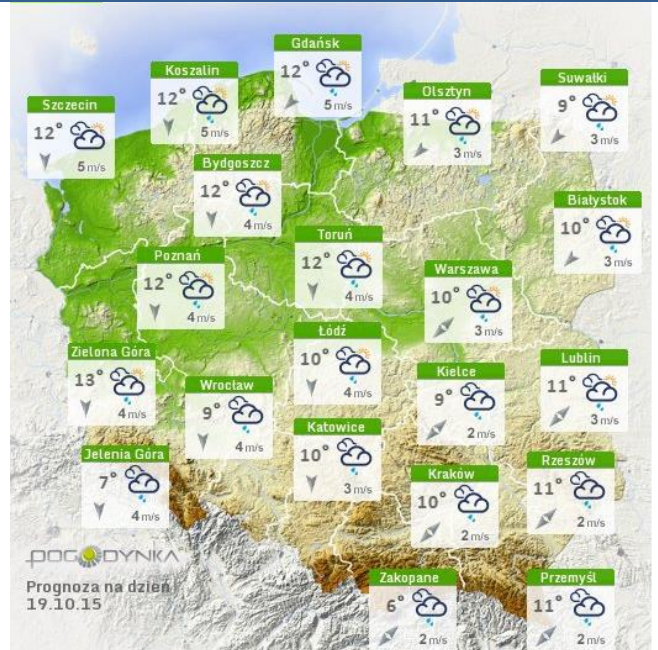 Gdańsk
12°
5 m/s
Koszalin
12°
5 m/s
Suwałki
9°
3 m/s
Olsztyn
11°
3 m/s
Szczecin
12°
5 m/s
Bydgoszcz
12°
4 m/s
Białystok
10°
3 m/s
Toruń
12°
4 m/s
Poznań
12°
4 m/s
Warszawa
10°
3 m/s
Łódź
10°
4 m/s
Zielona Góra
13°
4 m/s
Lublin
11°
3 m/s
Kielce
9°
2 m/s
Wrocław
9°
4 m/s
Katowice
10°
3 m/s
Jelenia Góra
7°
4 m/s
Rzeszów
11°
2 m/s
Kraków
10°
2 m/s
POGODYNKA
Prognoza na dzień
19.10.15
Zakopane
6°
2 m/s
Przemyśl
11°
2 m/s